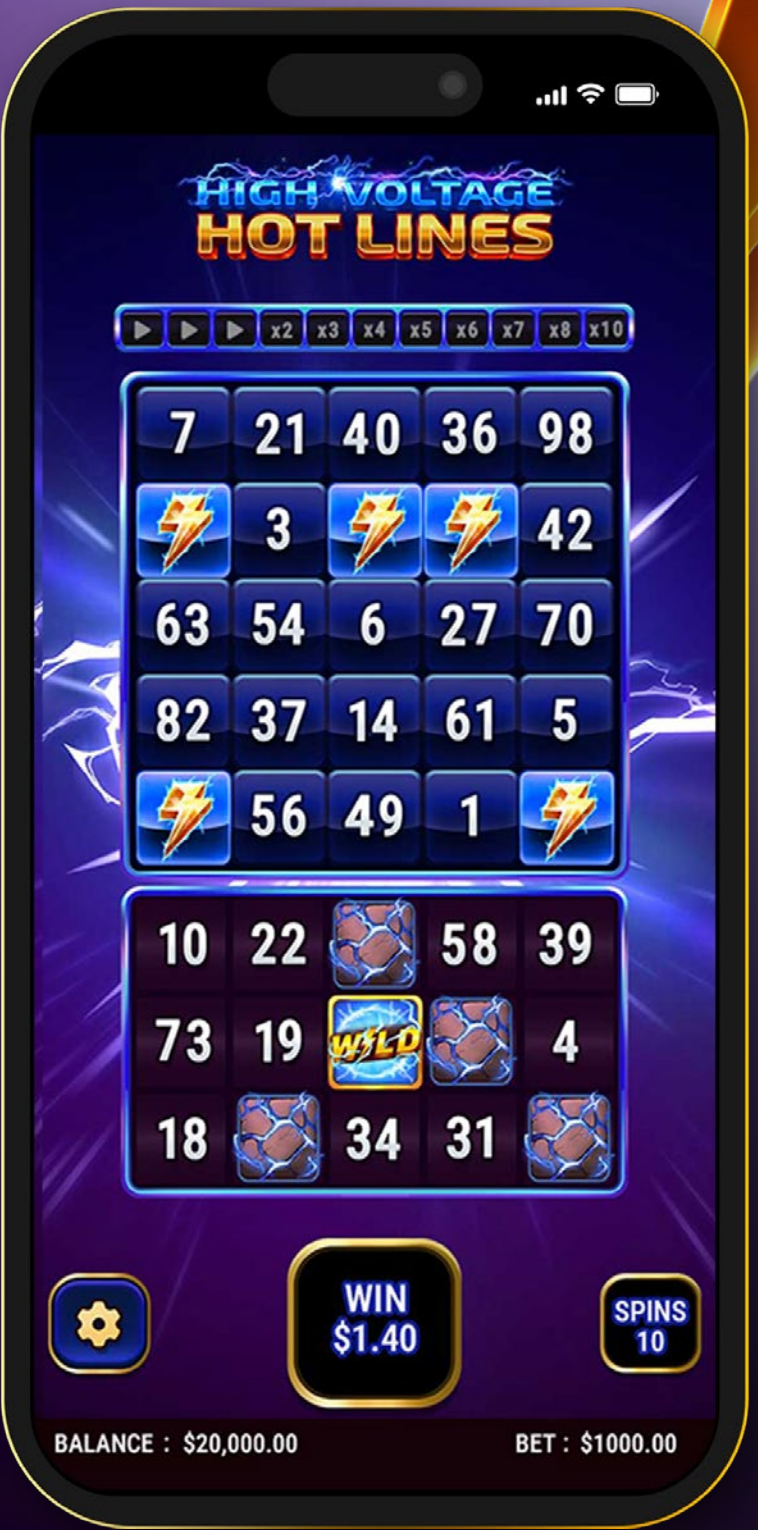 HIGH VOLTAGE
HOT LINES
x2 x3 x4 x5 x6 x7 x8 x10
7 21 40 36 98
3 42
63 54 6 27 70
82 37 14 61 5
56 49 1
10 22 58 39
73 19 WILD 4
18 34 31
WIN
$1.40
SPINS
10
BALANCE : $20,000.00 BET : $1000.00